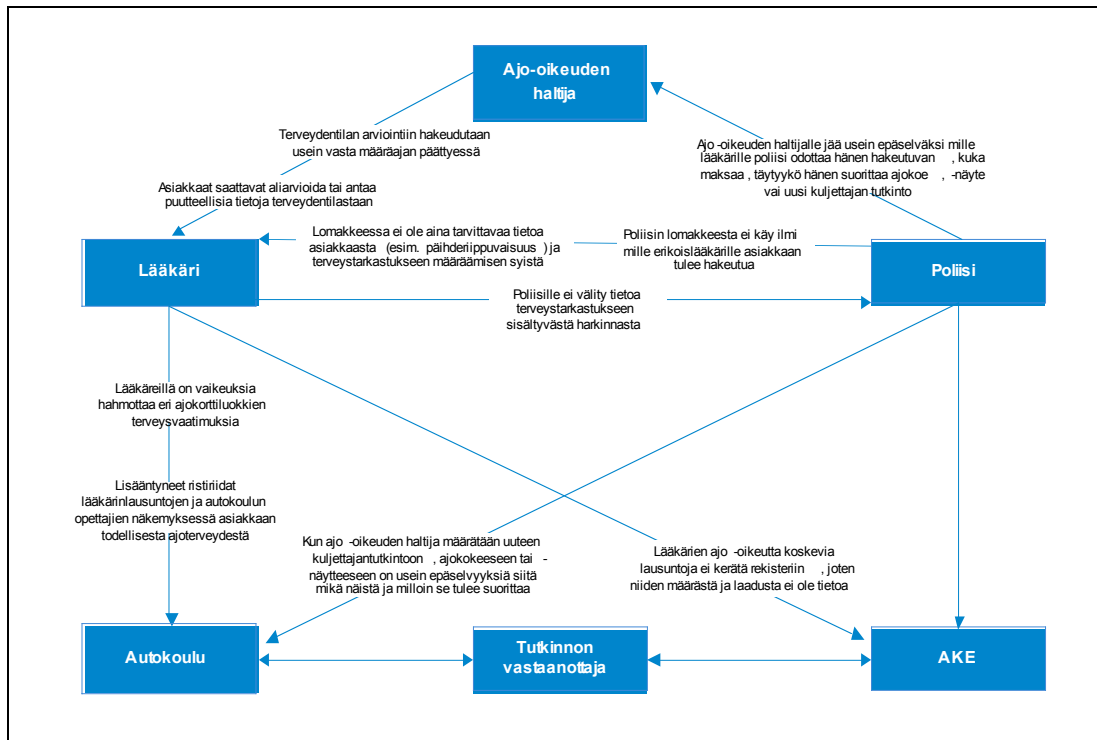 Ajo-oikeuden
haltija
Terveydentilan arviointiin hakeudutaan
usein vasta määräajan päättyessä
Asiakkaat saattavat aliarvioida tai antaa
puutteellisia tietoja terveydentilastaan
Ajo -oikeuden haltijalle jää usein epäselväksi mille
lääkärille poliisi odottaa hänen hakeutuvan , kuka
maksaa , täytyykö hänen suorittaa ajokoe , -näyte
vai uusi kuljettajan tutkinto
Lomakkeessa ei ole aina tarvittavaa tietoa
asiakkaasta (esim. päihderiippuvaisuus ) ja
terveystarkastukseen määräämisen syistä
Poliisin lomakkeesta ei käy ilmi
mille erikoislääkärille asiakkaan
tulee hakeutua
Lääkäri
Poliisi
Poliisille ei välity tietoa
terveystarkastukseen
sisältyvästä harkinnasta
Lääkäreillä on vaikeuksia
hahmottaa eri ajokorttiluokkien
terveysvaatimuksia
Lisääntyneet ristiriidat
lääkärinlausuntojen ja autokoulun
opettajien näkemyksessä asiakkaan
todellisesta ajoterveydestä
Kun ajo -oikeuden haltija määrätään uuteen
kuljettajantutkintoon , ajokokeeseen tai -
näytteeseen on usein epäselvyyksiä siitä
mikä näistä ja milloin se tulee suorittaa
Lääkärien ajo -oikeutta koskevia
lausuntoja ei kerätä rekisteriin , joten
niiden määrästä ja laadusta ei ole tietoa
Autokoulu
Tutkinnon
vastaanottaja
AKE